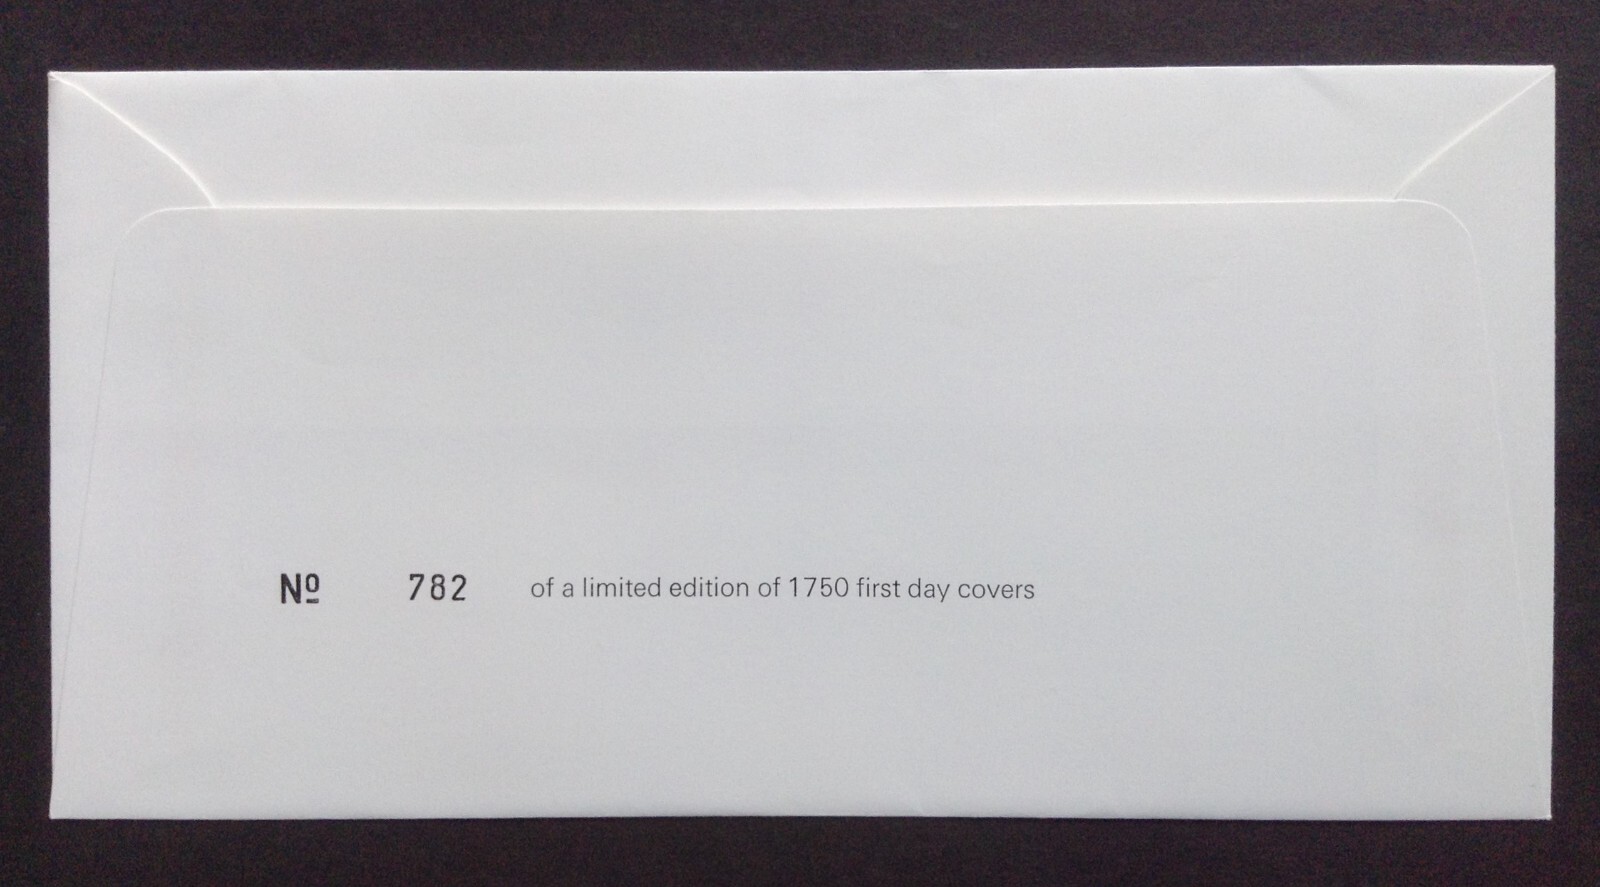 Nº 782 of a limited edition of 1750 first day covers